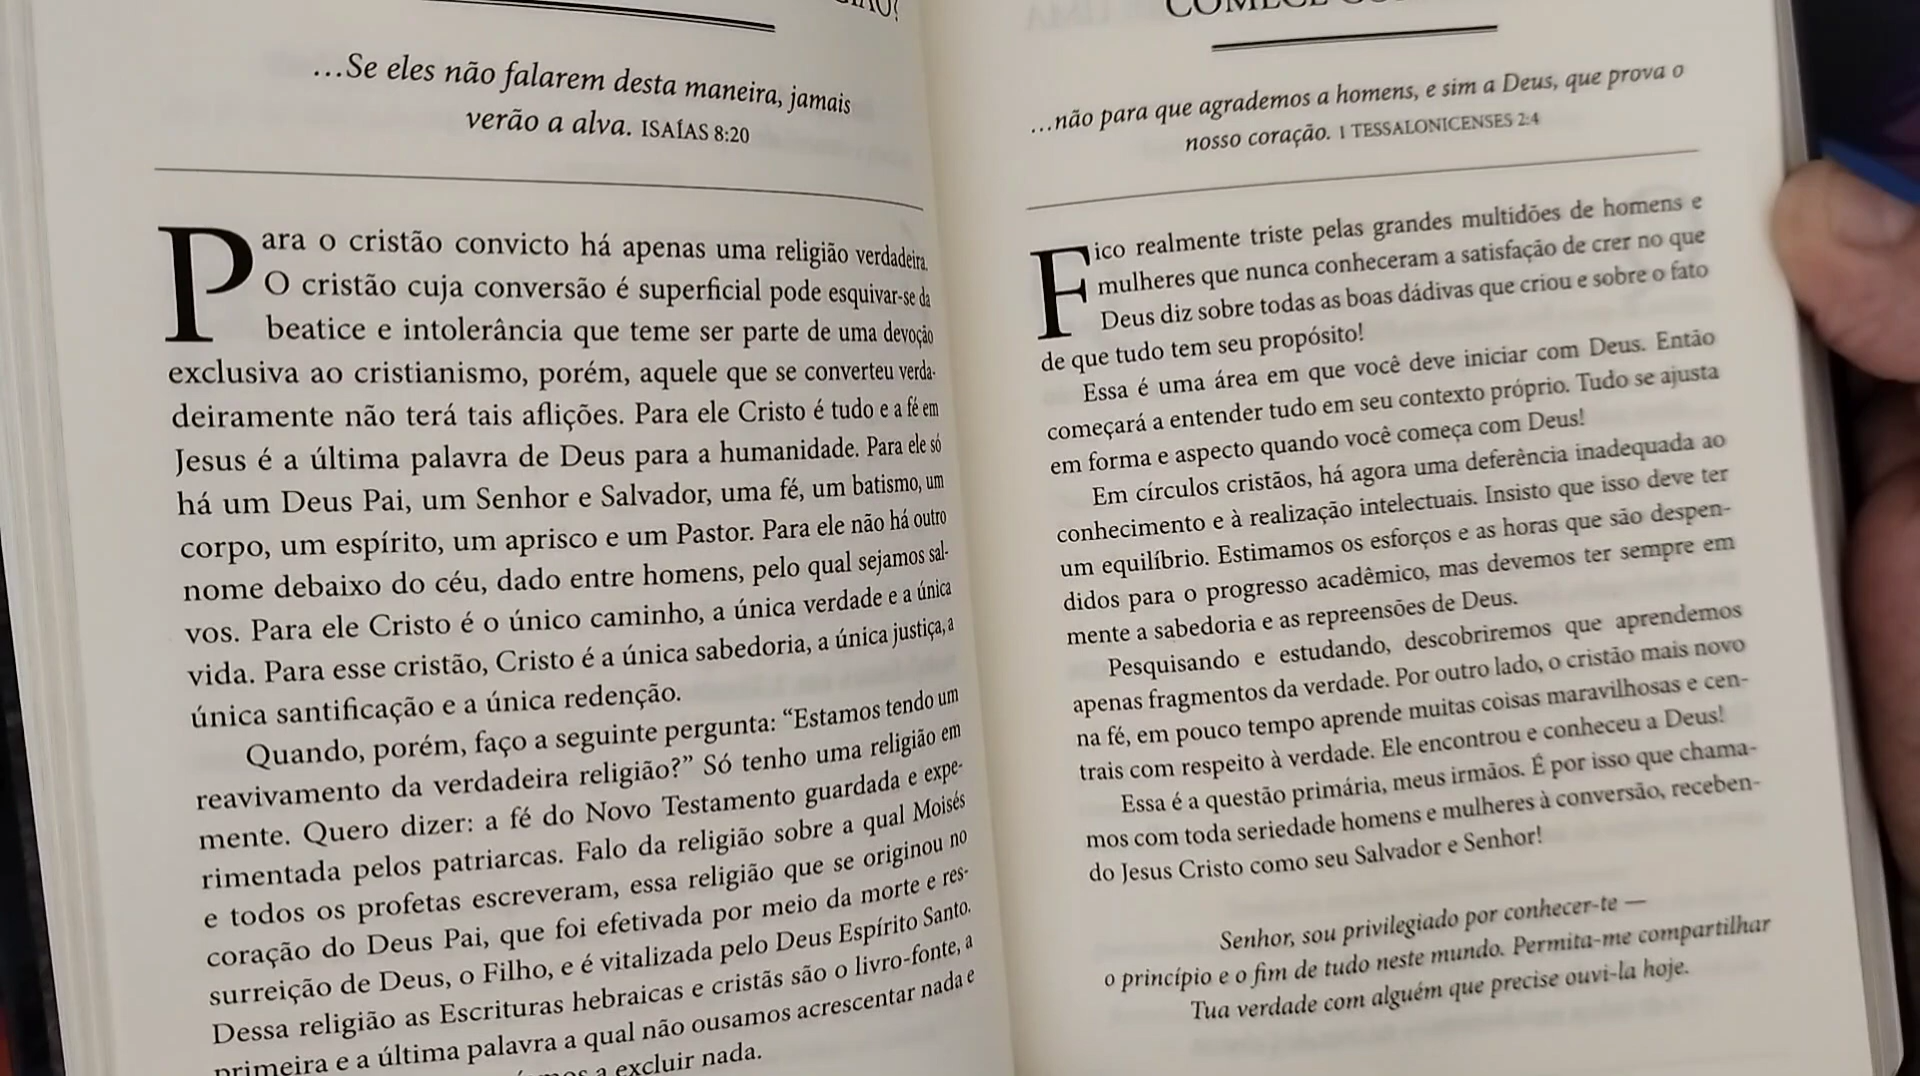 …Se eles não falarem desta maneira, jamais
verão a alva. ISAÍAS 8:20
Para o cristão convicto há apenas uma religião verdadeira.
O cristão cuja conversão é superficial pode esquivar-se da
beatice e intolerância que teme ser parte de uma devoção
exclusiva ao cristianismo, porém, aquele que se converteu verda-
deiramente não terá tais aflições. Para ele Cristo é tudo e a fé em
Jesus é a última palavra de Deus para a humanidade. Para ele só
há um Deus Pai, um Senhor e Salvador, uma fé, um batismo, um
corpo, um espírito, um aprisco e um Pastor. Para ele não há outro
nome debaixo do céu, dado entre homens, pelo qual sejamos sal-
vos. Para ele Cristo é o único caminho, a única verdade e a única
vida. Para esse cristão, Cristo é a única sabedoria, a única justiça, a
única santificação e a única redenção.
Quando, porém, faço a seguinte pergunta: “Estamos tendo um
reavivamento da verdadeira religião?” Só tenho uma religião em
mente. Quero dizer: a fé do Novo Testamento guardada e expe-
rimentada pelos patriarcas. Falo da religião sobre a qual Moisés
e todos os profetas escreveram, essa religião que se originou no
coração do Deus Pai, que foi efetivada por meio da morte e res-
surreição de Deus, o Filho, e é vitalizada pelo Deus Espírito Santo.
Dessa religião as Escrituras hebraicas e cristãs são o livro-fonte, a
primeira e a última palavra a qual não ousamos acrescentar nada e
a excluir nada.
COMECE
…não para que agrademos a homens, e sim a Deus, que prova o
nosso coração. 1 TESSALONICENSES 2:4
Fico realmente triste pelas grandes multidões de homens e
mulheres que nunca conheceram a satisfação de crer no que
Deus diz sobre todas as boas dádivas que criou e sobre o fato
de que tudo tem seu propósito!
Essa é uma área em que você deve iniciar com Deus. Então
começará a entender tudo em seu contexto próprio. Tudo se ajusta
em forma e aspecto quando você começa com Deus!
Em círculos cristãos, há agora uma deferência inadequada ao
conhecimento e à realização intelectuais. Insisto que isso deve ter
um equilíbrio. Estimamos os esforços e as horas que são despen-
didos para o progresso acadêmico, mas devemos ter sempre em
mente a sabedoria e as repreensões de Deus.
Pesquisando e estudando, descobriremos que aprendemos
apenas fragmentos da verdade. Por outro lado, o cristão mais novo
na fé, em pouco tempo aprende muitas coisas maravilhosas e cen-
trais com respeito à verdade. Ele encontrou e conheceu a Deus!
Essa é a questão primária, meus irmãos. É por isso que chama-
mos com toda seriedade homens e mulheres à conversão, receben-
do Jesus Cristo como seu Salvador e Senhor!
Senhor, sou privilegiado por conhecer-te —
o princípio e o fim de tudo neste mundo. Permita-me compartilhar
Tua verdade com alguém que precise ouvi-la hoje.